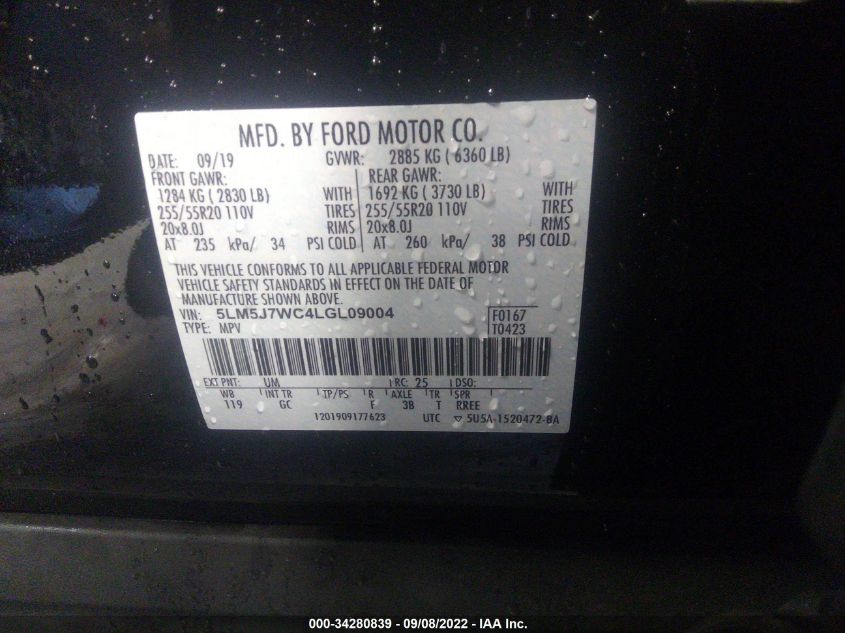 MFD. BY FORD MOTOR CO.
DATE: 09/19 GVWR: 2885 KG ( 6360 LB)
FRONT GAWR: REAR GAWR:
1284 KG ( 2830 LB) WITH 1692 KG ( 3730 LB) WITH
255/55R20 110V TIRES 255/55R20 110V TIRES
20x8.0J RIMS 20x8.0J RIMS
AT 235 kPa/ 34 PSI COLD AT 260 kPa/ 38 PSI COLD
THIS VEHICLE CONFORMS TO ALL APPLICABLE FEDERAL MOTOR
VEHICLE SAFETY STANDARDS IN EFFECT ON THE DATE OF
MANUFACTURE SHOWN ABOVE.
VIN: 5LM5J7WC4LGL09004 F0167
TYPE: MPV T0423
EXT PNT: UM RC: 25 DSO:
WB INT TR TP/PS R AXLE TR SPR
119 GC F 3B T RREE
1201909177623 UTC ▽ 5U5A-1520472-BA
000-34280839 - 09/08/2022 - IAA Inc.